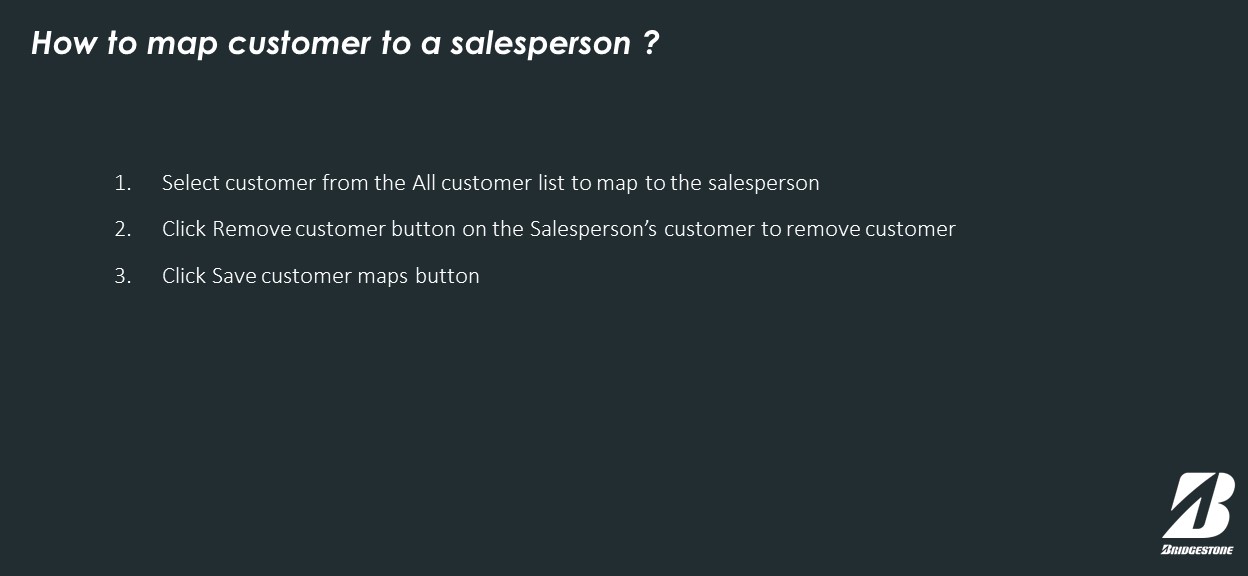 How to map customer to a salesperson ?
1. Select customer from the All customer list to map to the salesperson
2. Click Remove customer button on the Salesperson’s customer to remove customer
3. Click Save customer maps button
BRIDGESTONE